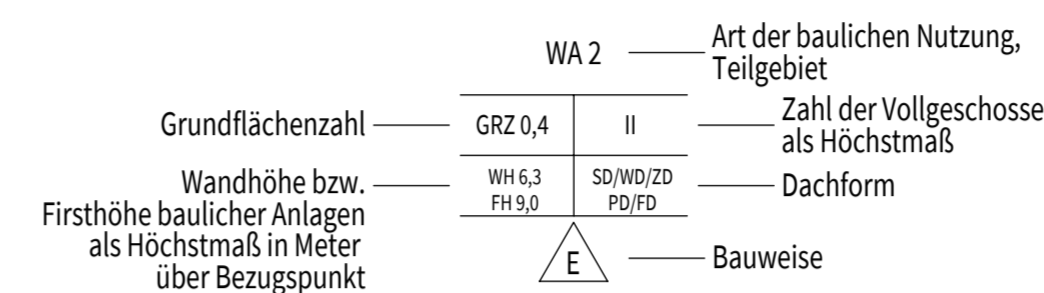 WA 2
Art der baulichen Nutzung,
Teilgebiet
Grundflächenzahl
GRZ 0,4
II
Zahl der Vollgeschosse
als Höchstmaß
Wandhöhe bzw.
Firsthöhe baulicher Anlagen
als Höchstmaß in Meter
über Bezugspunkt
WH 6,3
FH 9,0
SD/WD/ZD
PD/FD
Dachform
E
Bauweise